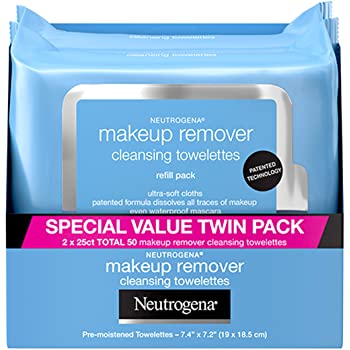 cleansing towelettes
NEUTROGENA®
makeup remover
cleansing towelettes
refill pack
PATENTED
TECHNOLOGY
ultra-soft cloths
patented formula dissolves all traces of makeup
even waterproof mascara
SPECIAL VALUE TWIN PACK
2 x 25ct TOTAL 50 makeup remover cleansing towelettes
NEUTROGENA®
makeup remover
cleansing towelettes
Neutrogena®
Pre-moistened Towelettes – 7.4" x 7.2" (19 x 18.5 cm)